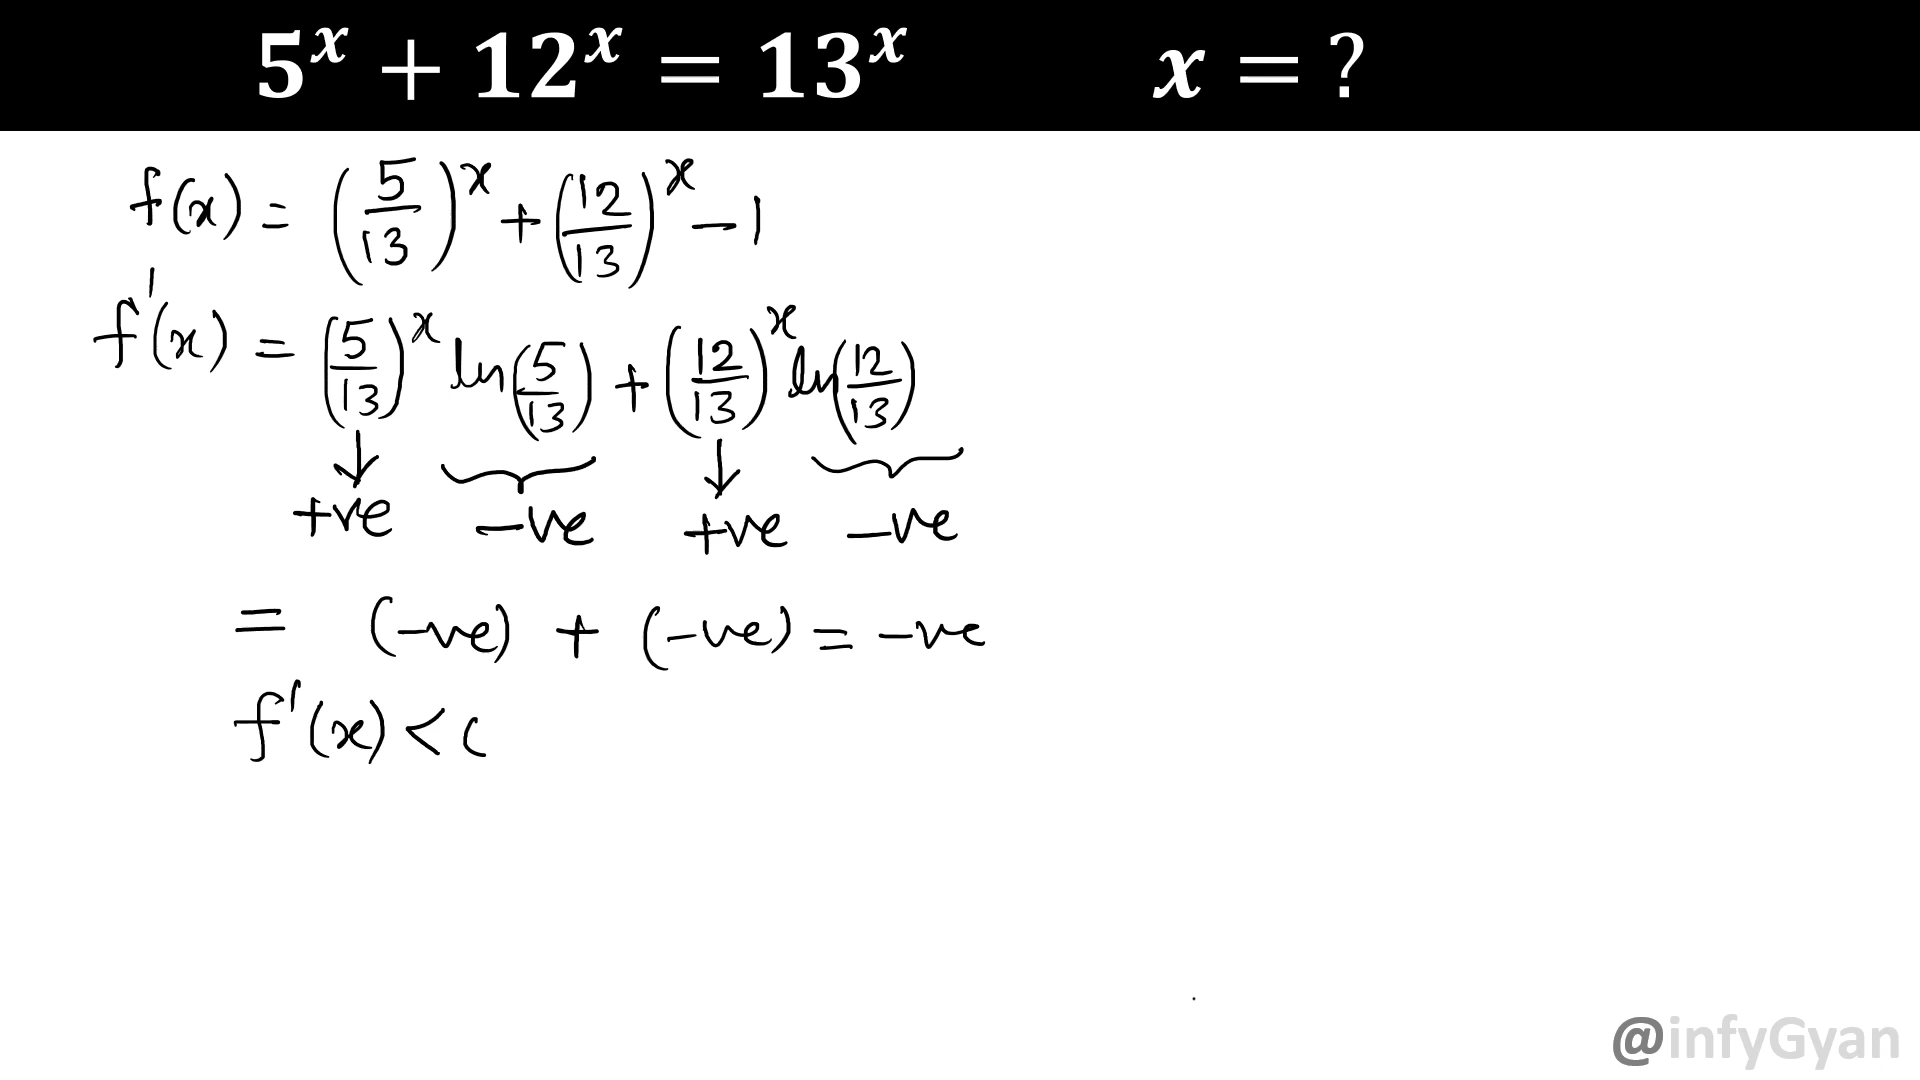 5^x + 12^x = 13^x x = ?
f(x) = (5/13)^x + (12/13)^x - 1
f'(x) = (5/13)^x ln(5/13) + (12/13)^x ln(12/13)
+ve -ve +ve -ve
= (-ve) + (-ve) = -ve
f'(x) < c
@infyGyan